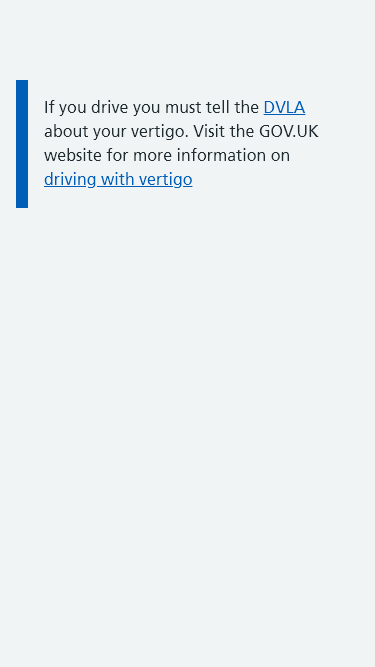 If you drive you must tell the DVLA
about your vertigo. Visit the GOV.UK
website for more information on
driving with vertigo